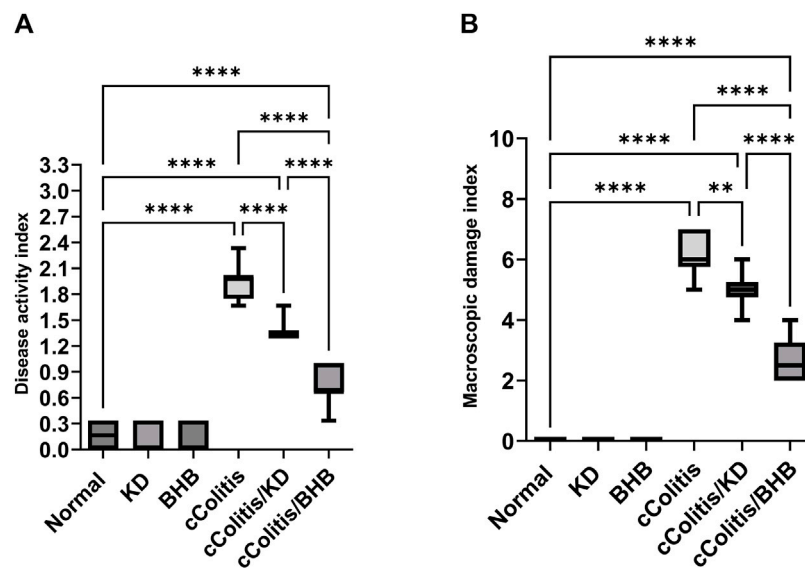 A
****
****
****
****
****
****
Disease activity index
3.3
3.0
2.7
2.4
2.1
1.8
1.5
1.2
0.9
0.6
0.3
0.0
Normal
KD
BHB
cColitis
cColitis/KD
cColitis/BHB
B
****
****
****
****
****
**
Macroscopic damage index
10
8
6
4
2
0
Normal
KD
BHB
cColitis
cColitis/KD
cColitis/BHB